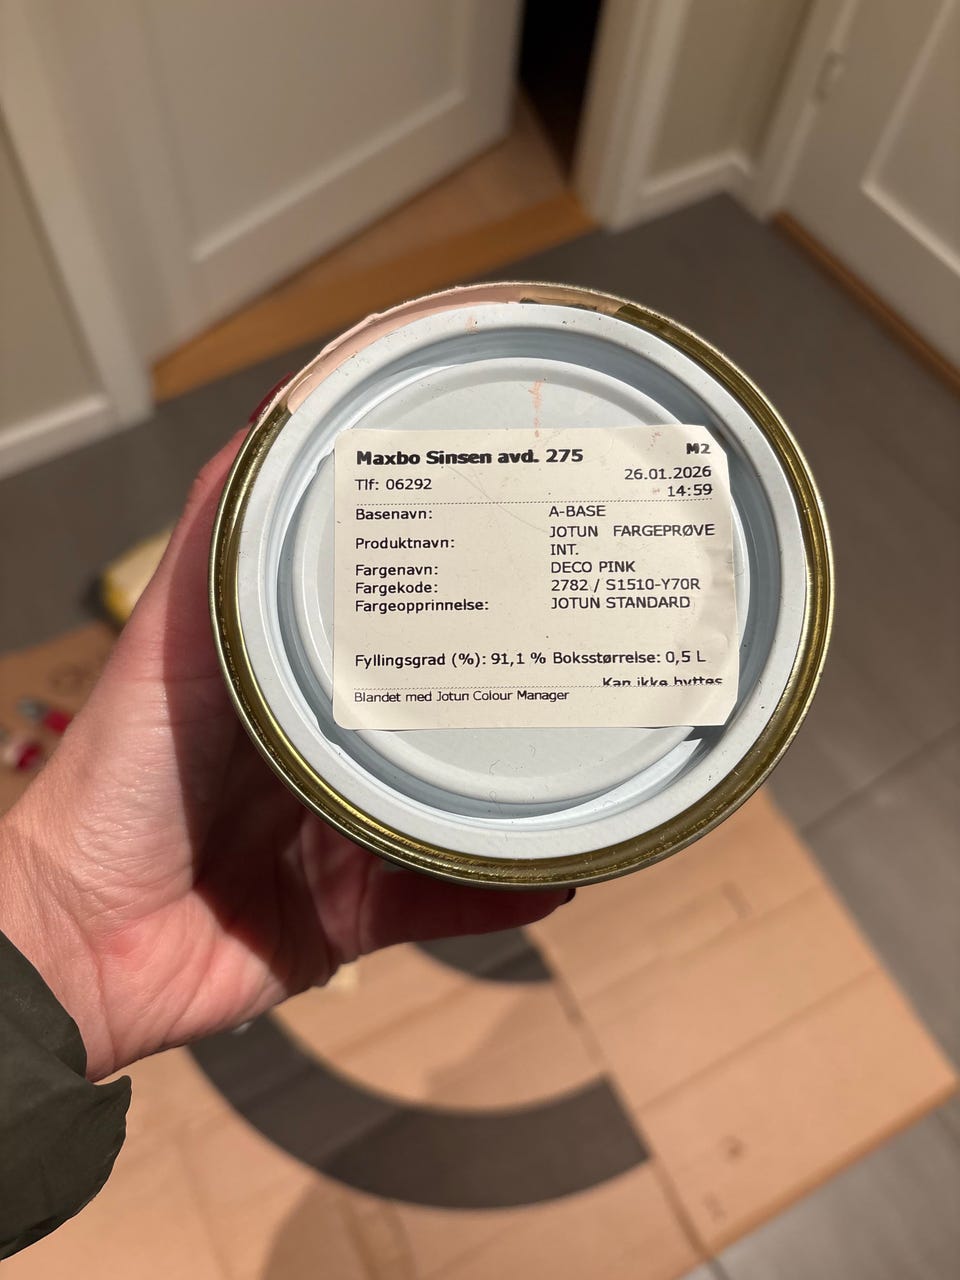 Maxbo Sinsen avd. 275 M2
Tlf: 06292 26.01.2026
14:59
Basenavn: A-BASE
Produktnavn: JOTUN FARGEPRØVE
INT.
Fargenavn: DECO PINK
Fargekode: 2782 / S1510-Y70R
Fargeopprinnelse: JOTUN STANDARD
Fyllingsgrad (%): 91,1 % Boksstørrelse: 0,5 L
Kan ikke byttes
Blandet med Jotun Colour Manager